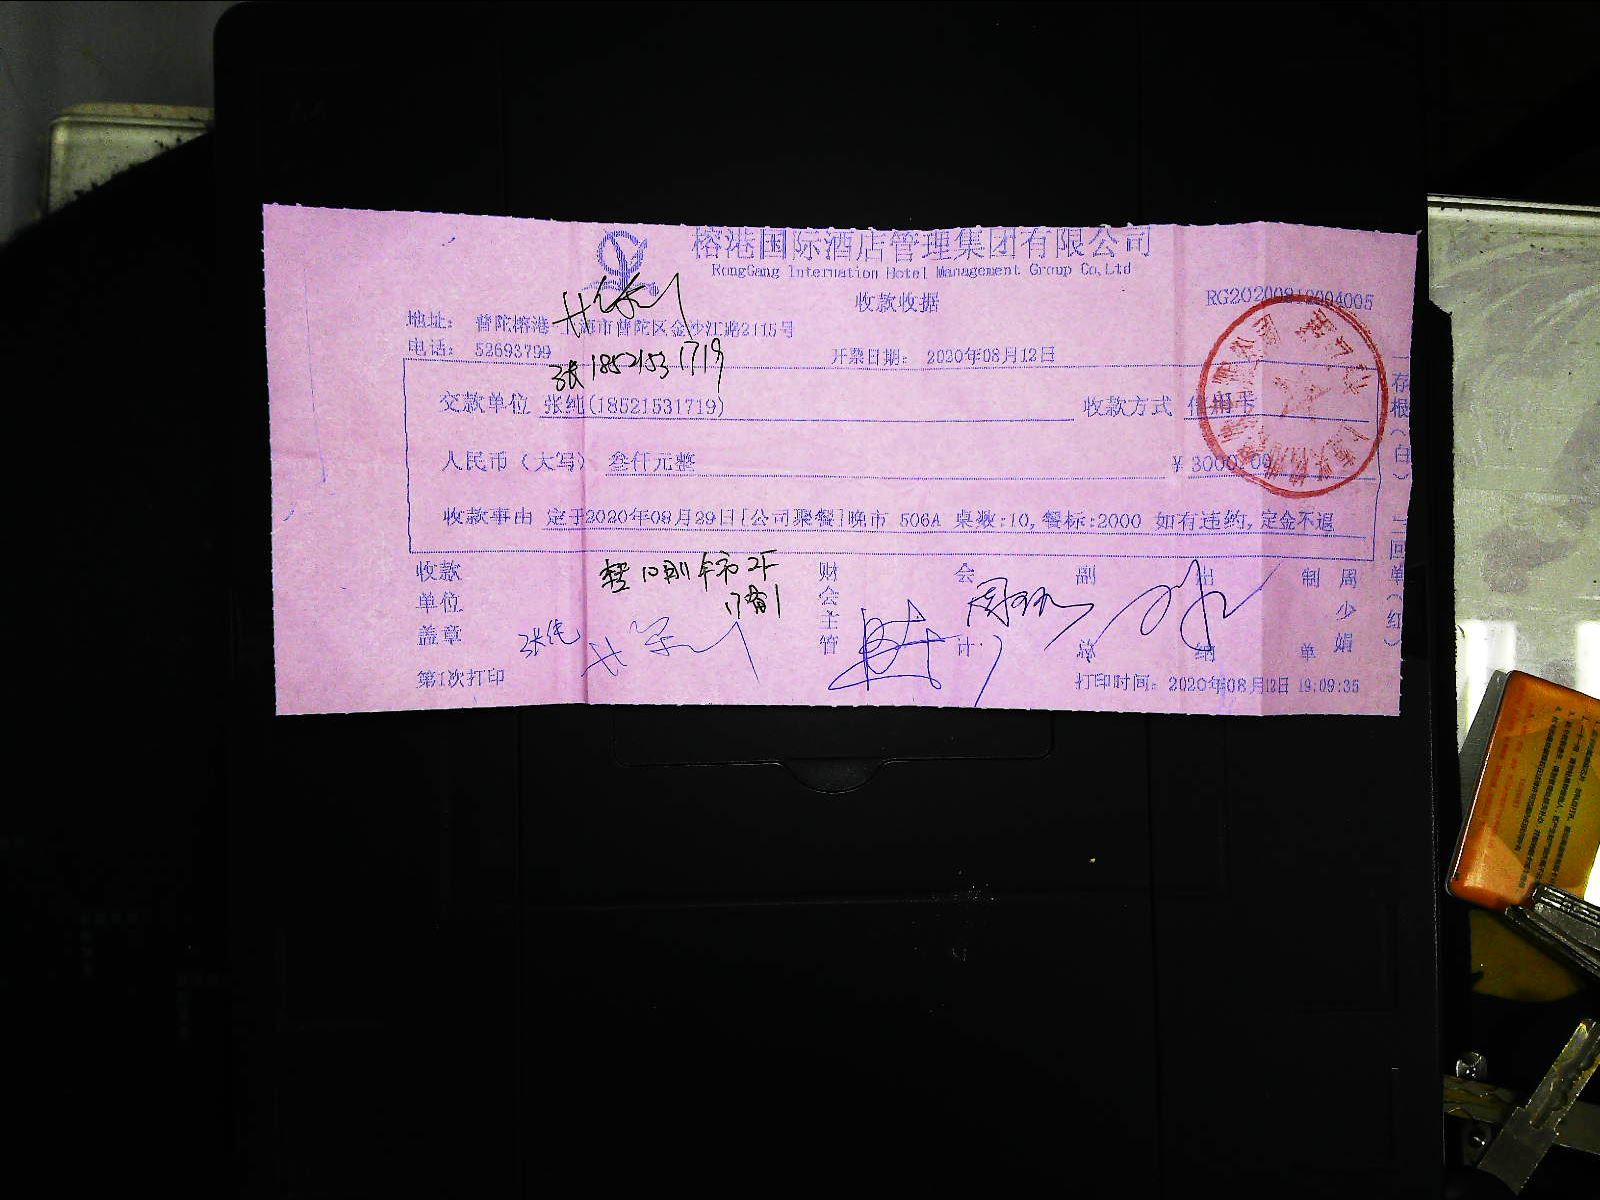 榕港国际酒店管理集团有限公司
RongGang Internation Hotel Management Group Co,Ltd
收款收据
RG20200812004005
地址: 普陀榕港 上海市普陀区金沙江路2115号
电话: 52693799
开票日期: 2020年08月12日
张 18521531719
交款单位 张纯(18521531719)
收款方式 信用卡
人民币(大写) 叁仟元整
¥ 3000.00
收款事由 定于2020年08月29日[公司聚餐]晚市 506A 桌数:10,餐标:2000 如有违约,定金不退
一存根(白) 二回单(红)
收款单位盖章
张纯
财会主管
会计
副总
出纳
制单
周少娟
第1次打印
打印时间: 2020年08月12日 19:09:35